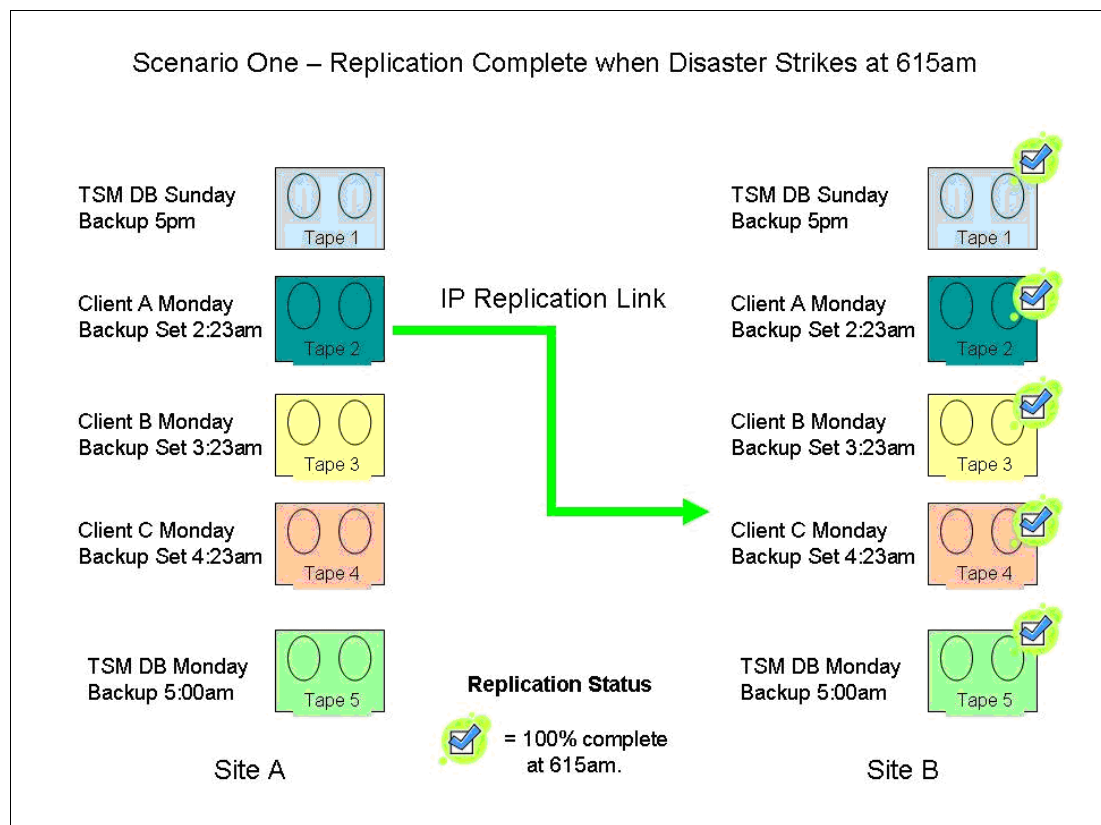 Scenario One – Replication Complete when Disaster Strikes at 615am
TSM DB Sunday
Backup 5pm
Tape 1
TSM DB Sunday
Backup 5pm
Tape 1
Client A Monday
Backup Set 2:23am
Tape 2
IP Replication Link
Client A Monday
Backup Set 2:23am
Tape 2
Client B Monday
Backup Set 3:23am
Tape 3
Client B Monday
Backup Set 3:23am
Tape 3
Client C Monday
Backup Set 4:23am
Tape 4
Client C Monday
Backup Set 4:23am
Tape 4
TSM DB Monday
Backup 5:00am
Tape 5
Replication Status
= 100% complete
at 615am.
TSM DB Monday
Backup 5:00am
Tape 5
Site A
Site B